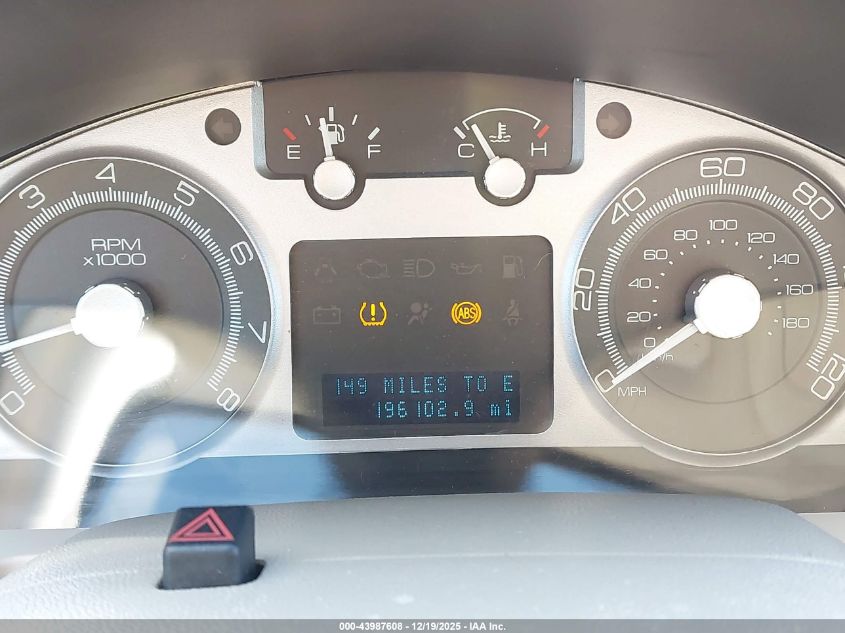 E F
C H
0 3 4 5 6 7 8
RPM
x1000
0 20 40 60 80 120
0 20 40 60 80 100 120 140 160 180
km/h
MPH
ABS
149 MILES TO E
196102.9 mi
000-43987608 - 12/19/2025 - IAA Inc.